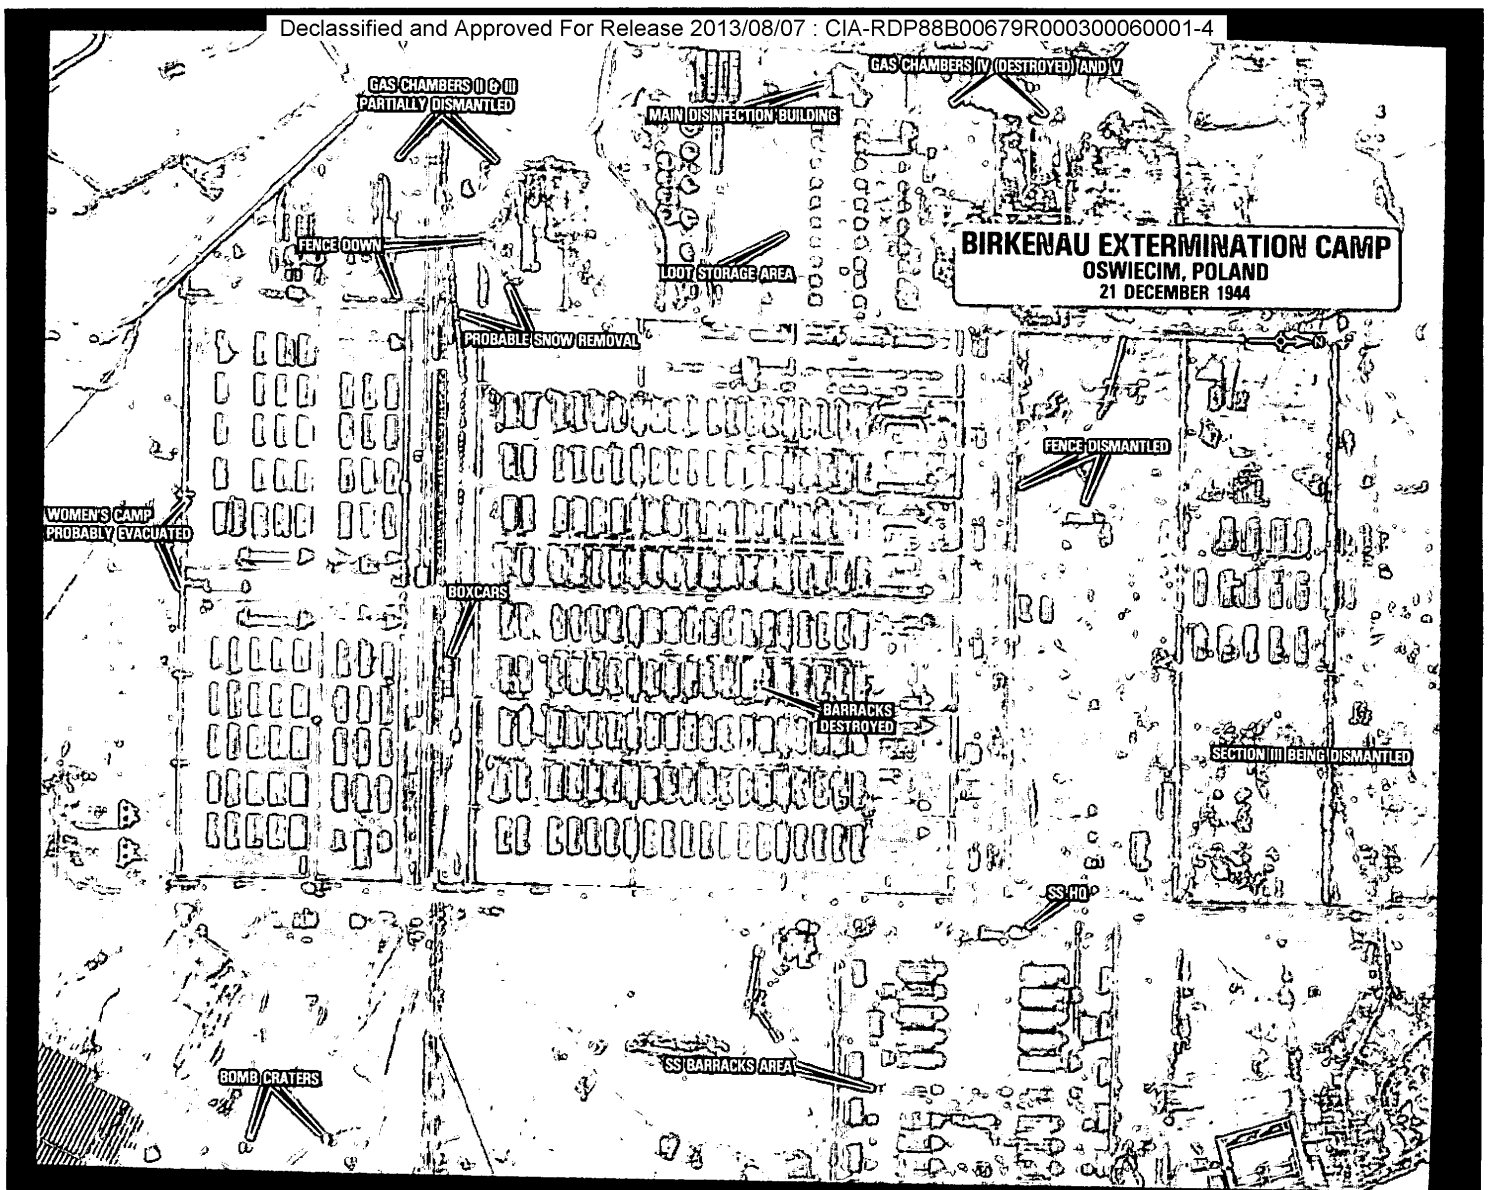 Declassified and Approved For Release 2013/08/07 : CIA-RDP88B00679R000300060001-4
GAS CHAMBERS IV (DESTROYED) AND V
GAS CHAMBERS II & III
PARTIALLY DISMANTLED
MAIN DISINFECTION BUILDING
FENCE DOWN
LOOT STORAGE AREA
BIRKENAU EXTERMINATION CAMP
OSWIECIM, POLAND
21 DECEMBER 1944
PROBABLE SNOW REMOVAL
N
FENCE DISMANTLED
WOMEN'S CAMP
PROBABLY EVACUATED
BOXCARS
BARRACKS
DESTROYED
SECTION III BEING DISMANTLED
SS HQ
SS BARRACKS AREA
BOMB CRATERS